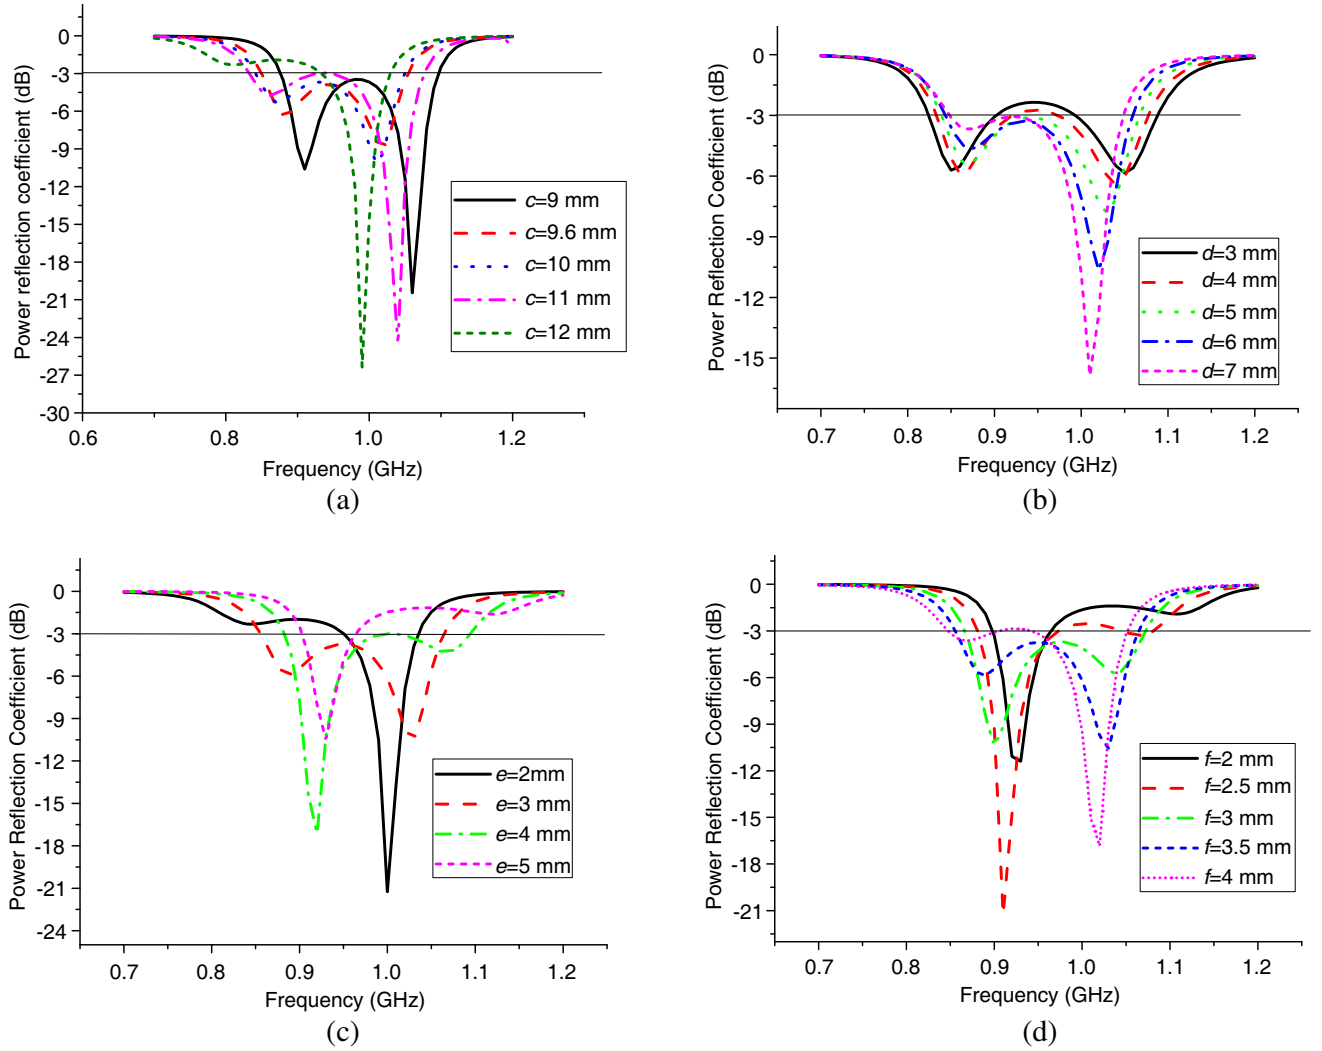 Power reflection coefficient (dB)
0
-3
-6
-9
-12
-15
-18
-21
-24
-27
-30
0.6
0.8
1.0
1.2
Frequency (GHz)
c=9 mm
c=9.6 mm
c=10 mm
c=11 mm
c=12 mm
(a)
Power Reflection Coefficient (dB)
0
-3
-6
-9
-12
-15
0.7
0.8
0.9
1.0
1.1
1.2
Frequency (GHz)
d=3 mm
d=4 mm
d=5 mm
d=6 mm
d=7 mm
(b)
Power Reflection Coefficient (dB)
0
-3
-6
-9
-12
-15
-18
-21
-24
0.7
0.8
0.9
1.0
1.1
1.2
Frequency (GHz)
e=2mm
e=3 mm
e=4 mm
e=5 mm
(c)
Power Reflection Coefficient (dB)
0
-3
-6
-9
-12
-15
-18
-21
0.7
0.8
0.9
1.0
1.1
1.2
Frequency (GHz)
f=2 mm
f=2.5 mm
f=3 mm
f=3.5 mm
f=4 mm
(d)